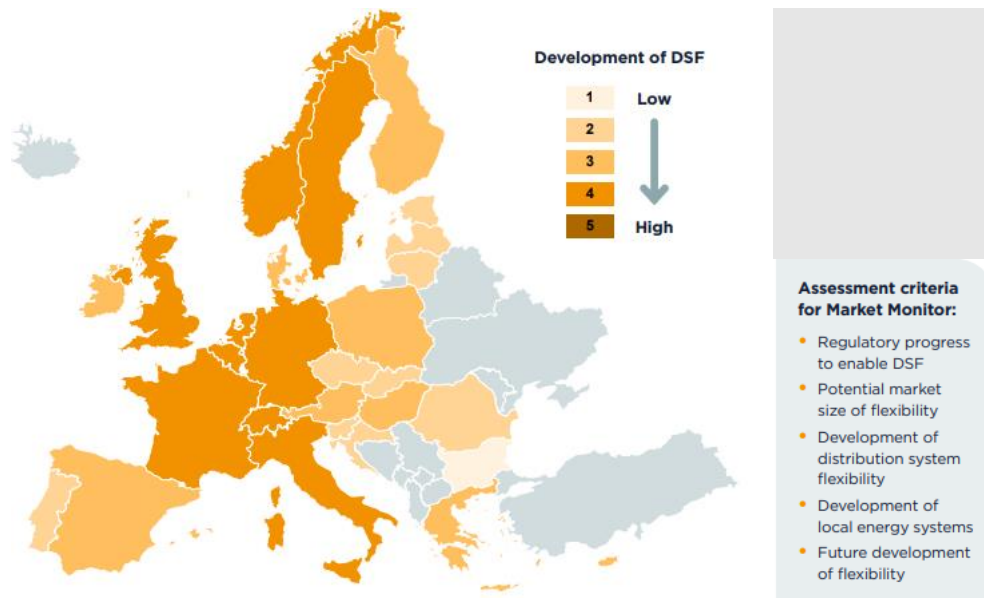 Development of DSF
1
Low
2
3
4
5
High
Assessment criteria
for Market Monitor:
• Regulatory progress
to enable DSF
• Potential market
size of flexibility
• Development of
distribution system
flexibility
• Development of
local energy systems
• Future development
of flexibility